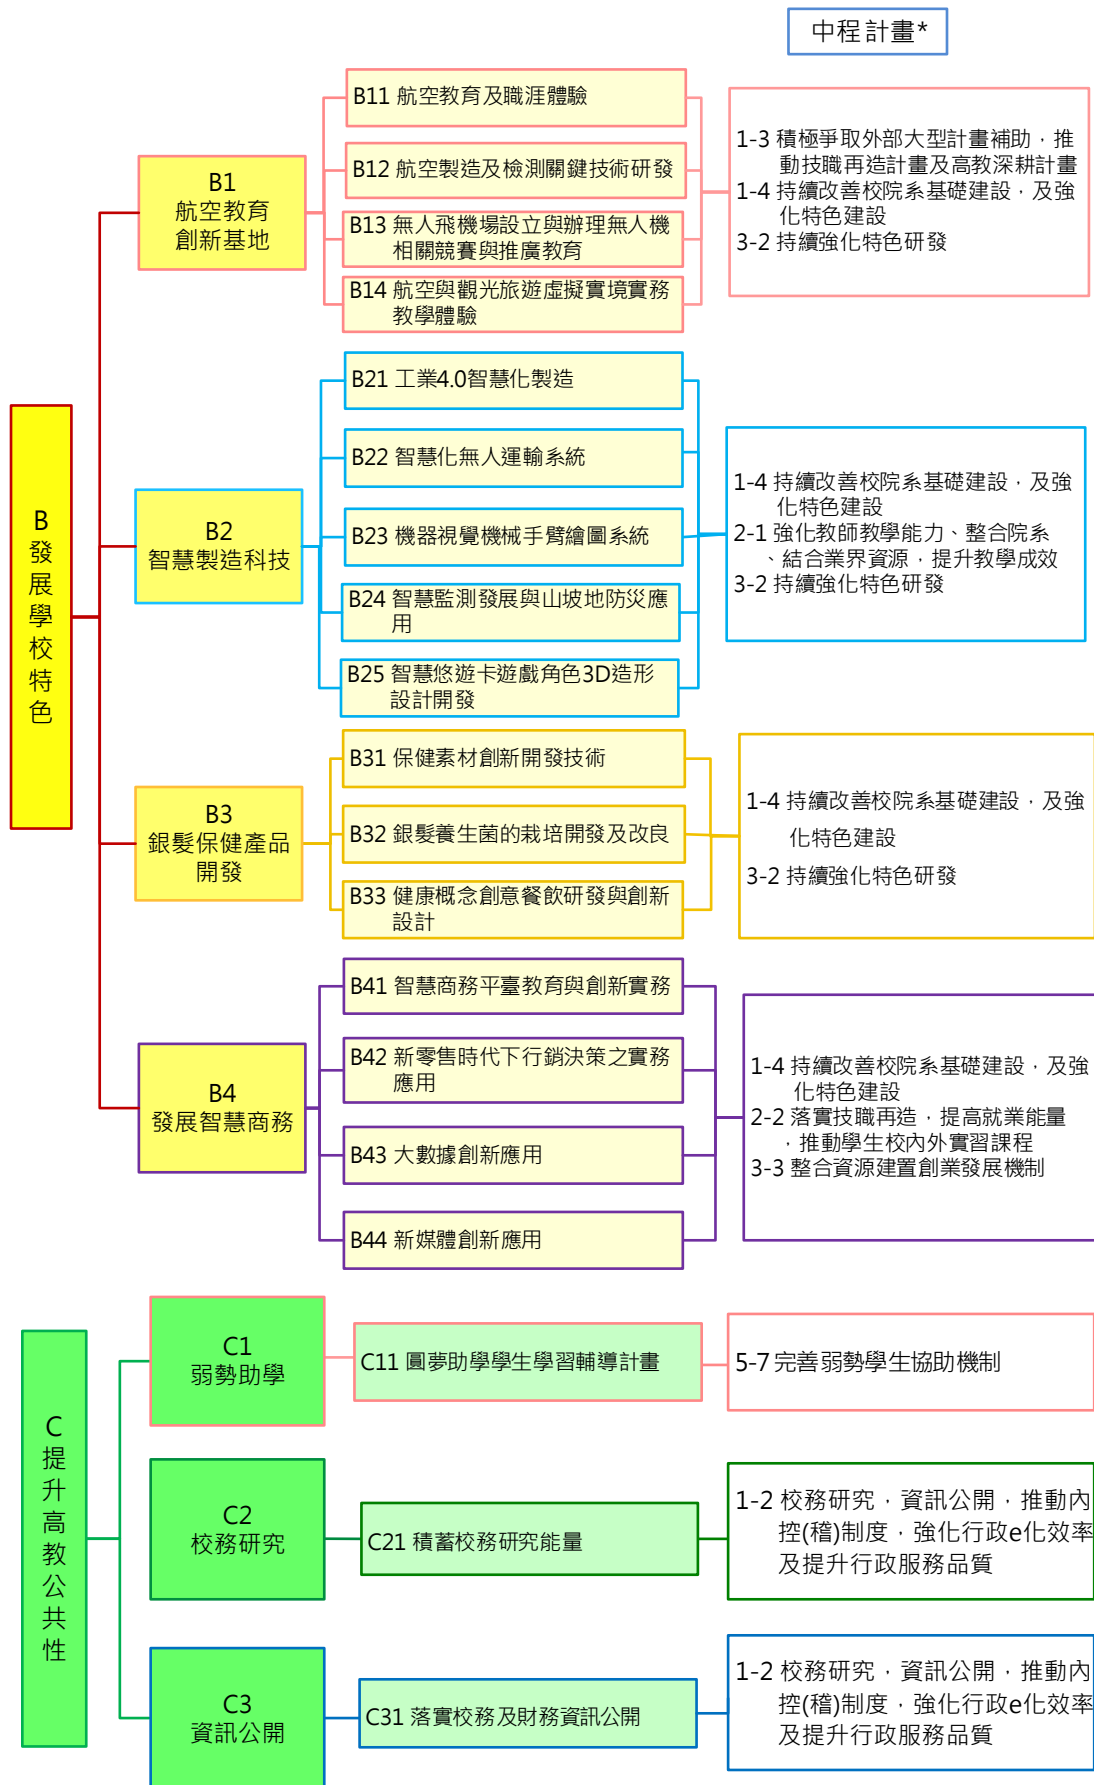 中程計畫*
B
發
展
學
校
特
色
B1
航空教育
創新基地
B11 航空教育及職涯體驗
B12 航空製造及檢測關鍵技術研發
B13 無人飛機場設立與辦理無人機
相關競賽與推廣教育
B14 航空與觀光旅遊虛擬實境實務
教學體驗
1-3 積極爭取外部大型計畫補助，推
動技職再造計畫及高教深耕計畫
1-4 持續改善校院系基礎建設，及強
化特色建設
3-2 持續強化特色研發
B2
智慧製造科技
B21 工業4.0智慧化製造
B22 智慧化無人運輸系統
B23 機器視覺機械手臂繪圖系統
B24 智慧監測發展與山坡地防災應
用
B25 智慧悠遊卡遊戲角色3D造形
設計開發
1-4 持續改善校院系基礎建設，及強
化特色建設
2-1 強化教師教學能力、整合院系
、結合業界資源，提升教學成效
3-2 持續強化特色研發
B3
銀髮保健產品
開發
B31 保健素材創新開發技術
B32 銀髮養生菌的栽培開發及改良
B33 健康概念創意餐飲研發與創新
設計
1-4 持續改善校院系基礎建設，及強
化特色建設
3-2 持續強化特色研發
B4
發展智慧商務
B41 智慧商務平臺教育與創新實務
B42 新零售時代下行銷決策之實務
應用
B43 大數據創新應用
B44 新媒體創新應用
1-4 持續改善校院系基礎建設，及強
化特色建設
2-2 落實技職再造，提高就業能量
，推動學生校內外實習課程
3-3 整合資源建置創業發展機制
C
提
升
高
教
公
共
性
C1
弱勢助學
C11 圓夢助學學生學習輔導計畫
5-7 完善弱勢學生協助機制
C2
校務研究
C21 積蓄校務研究能量
1-2 校務研究，資訊公開，推動內
控(稽)制度，強化行政e化效率
及提升行政服務品質
C3
資訊公開
C31 落實校務及財務資訊公開
1-2 校務研究，資訊公開，推動內
控(稽)制度，強化行政e化效率
及提升行政服務品質